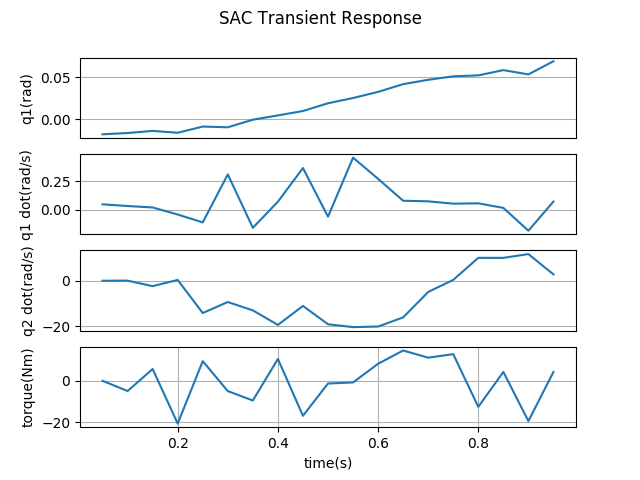 SAC Transient Response
q1(rad)
0.05
0.00
q1 dot(rad/s)
0.25
0.00
q2 dot(rad/s)
0
−20
torque(Nm)
0
−20
0.2 0.4 0.6 0.8
time(s)